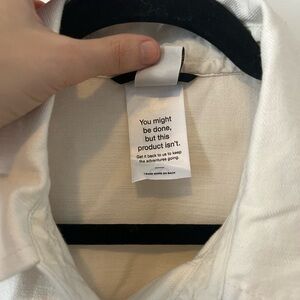 You might
be done,
but this
product isn't.
Get it back to us to keep
the adventures going.